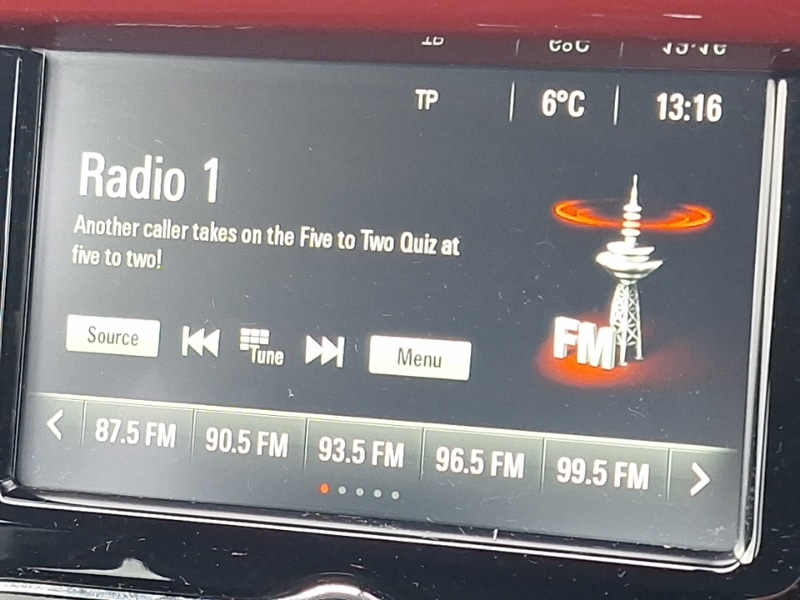 TP 6°C 13:16
Radio 1
Another caller takes on the Five to Two Quiz at
five to two!
Source Tune Menu
FM
87.5 FM 90.5 FM 93.5 FM 96.5 FM 99.5 FM